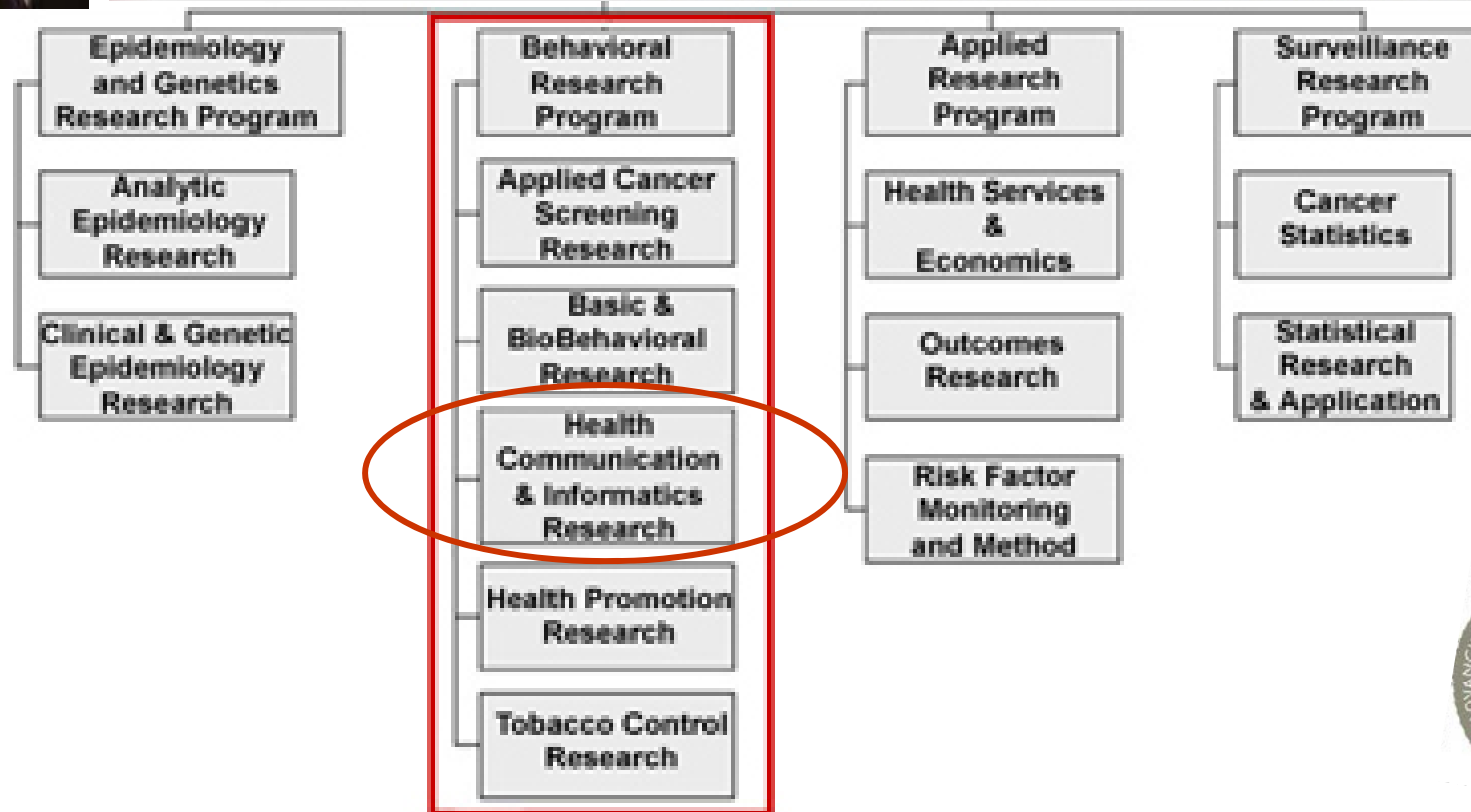 Epidemiology
and Genetics
Research Program
Analytic
Epidemiology
Research
Clinical & Genetic
Epidemiology
Research
Behavioral
Research
Program
Applied Cancer
Screening
Research
Basic &
BioBehavioral
Research
Health
Communication
& Informatics
Research
Health Promotion
Research
Tobacco Control
Research
Applied
Research
Program
Health Services
&
Economics
Outcomes
Research
Risk Factor
Monitoring
and Method
Surveillance
Research
Program
Cancer
Statistics
Statistical
Research
& Application